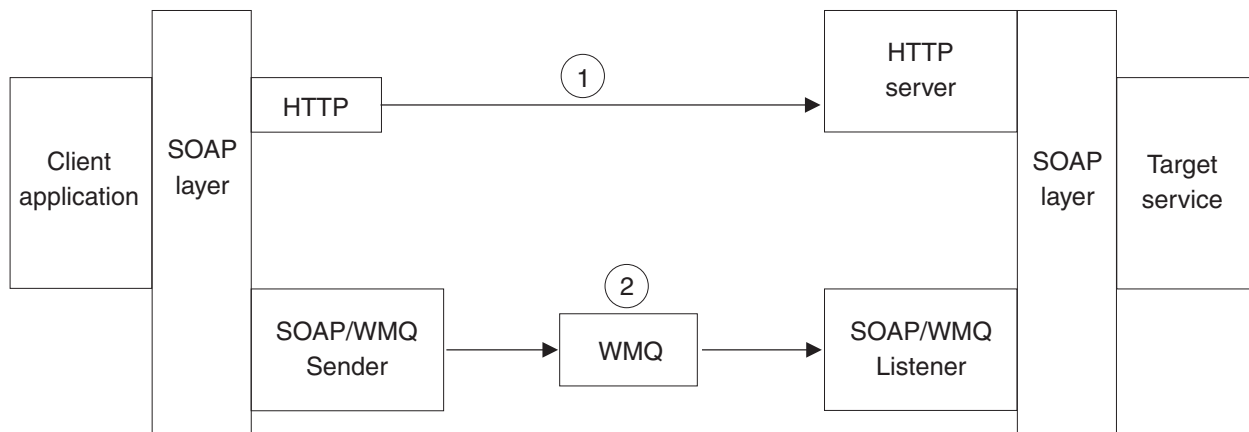 1
HTTP
server
HTTP
Client
application
SOAP
layer
SOAP
layer
Target
service
2
SOAP/WMQ
Sender
WMQ
SOAP/WMQ
Listener